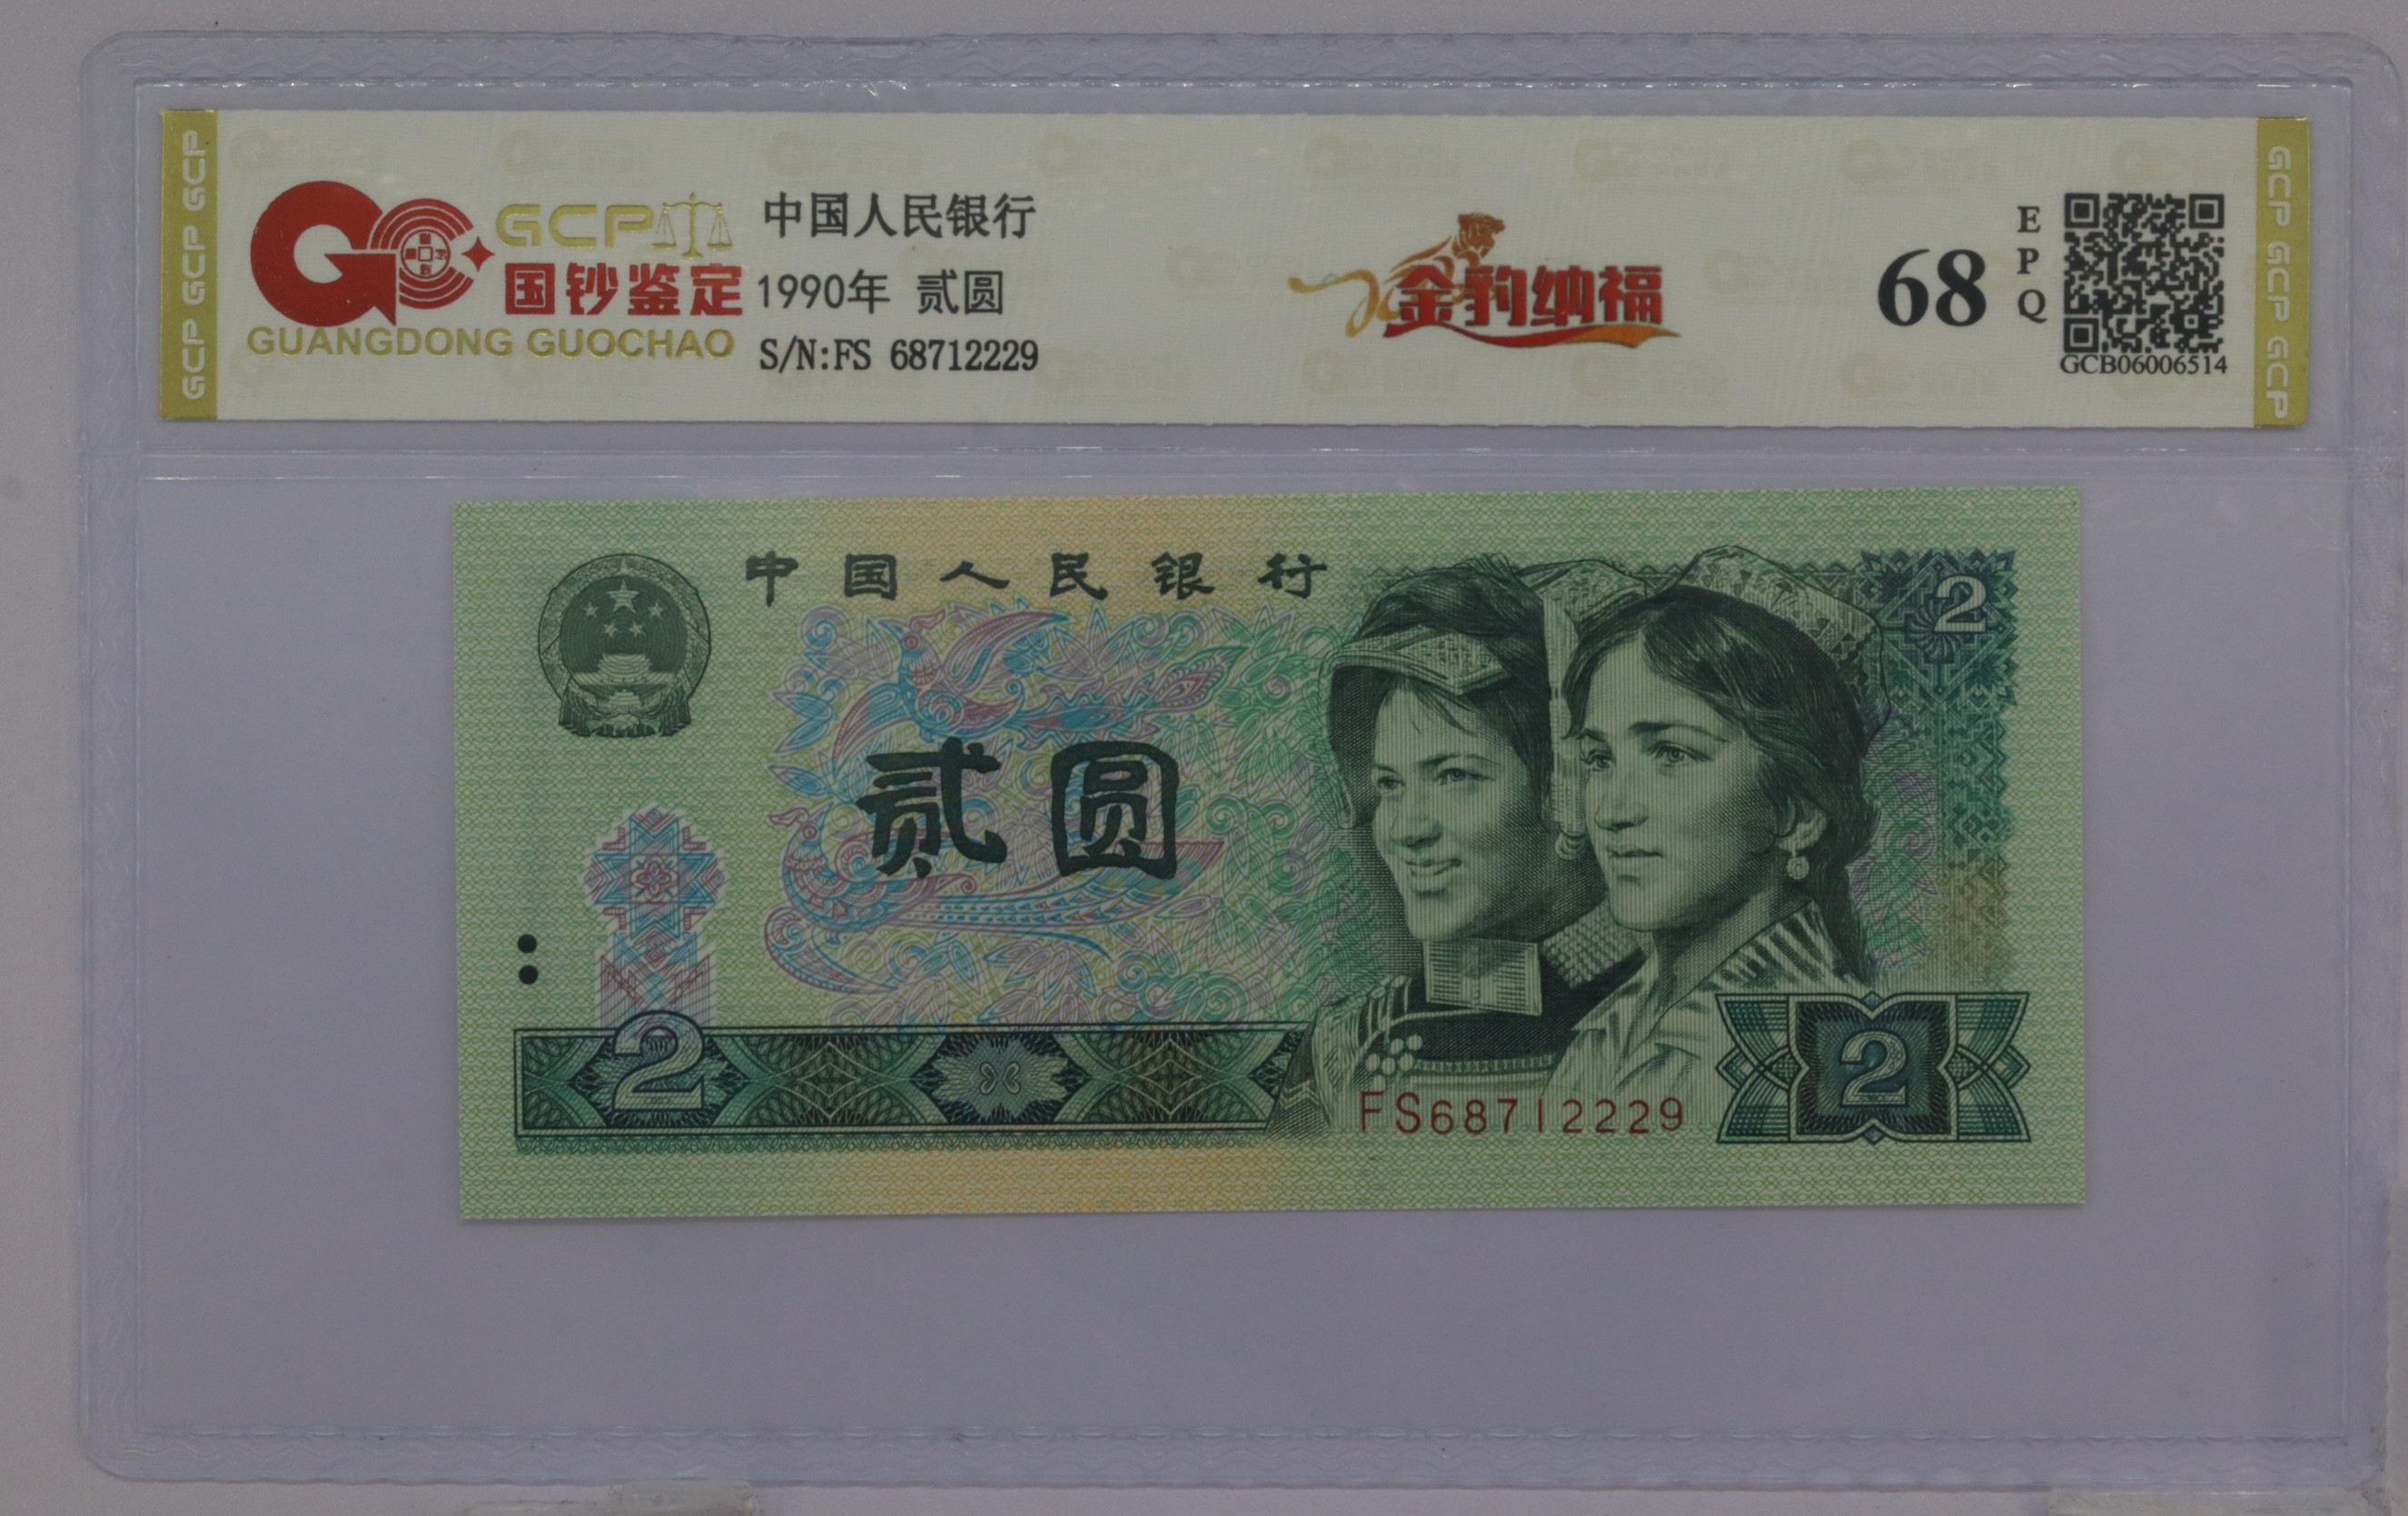 GCP GCP GCP
GCP
国钞鉴定
GUANGDONG GUOCHAO
中国人民银行
1990年 贰圆
S/N:FS 68712229
金豹纳福
68
EPQ
GCB06006514
GCP GCP GCP
中国人民银行
2
贰圆
2
FS68712229
2